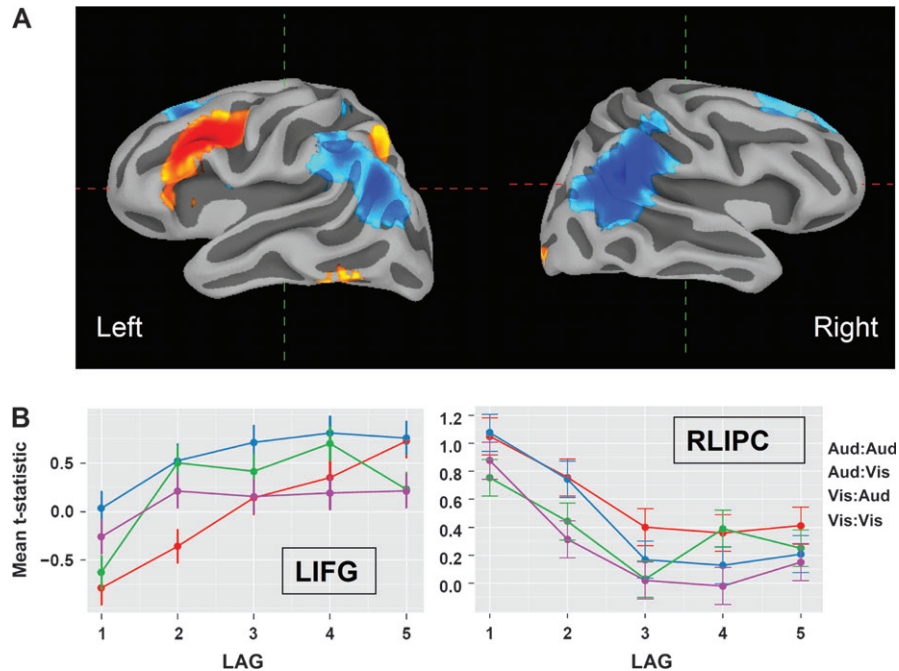 A
Left
Right
B
Mean t-statistic
0.5
0.0
−0.5
1 2 3 4 5
LAG
LIFG
1.2
1.0
0.8
0.6
0.4
0.2
0.0
1 2 3 4 5
LAG
RLIPC
Aud:Aud
Aud:Vis
Vis:Aud
Vis:Vis